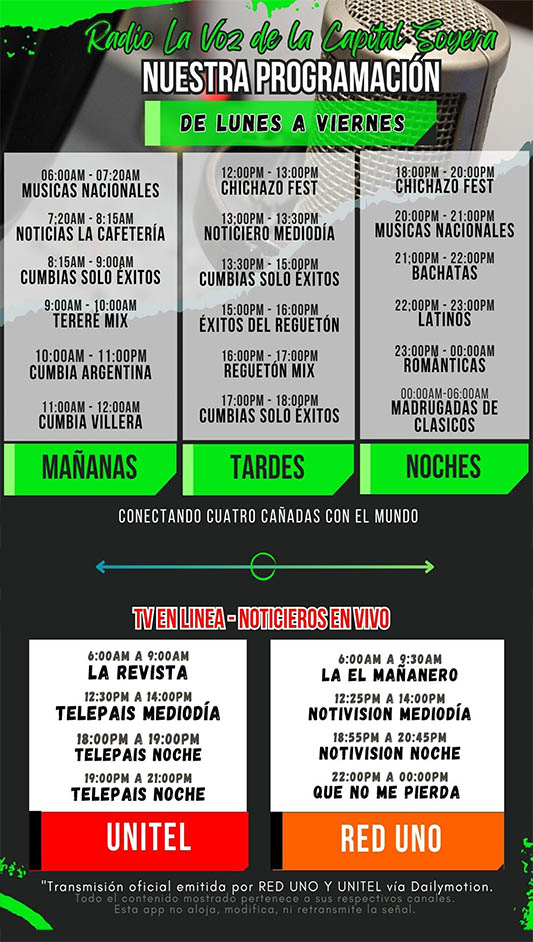 Radio La Voz de la Capital Soyera
NUESTRA PROGRAMACIÓN
DE LUNES A VIERNES
06:00AM - 07:20AM
MUSICAS NACIONALES
7:20AM - 8:15AM
NOTICIAS LA CAFETERÍA
8:15AM - 9:00AM
CUMBIAS SOLO ÉXITOS
9:00AM - 10:00AM
TERERÉ MIX
10:00AM - 11:00PM
CUMBIA ARGENTINA
11:00AM - 12:00AM
CUMBIA VILLERA
MAÑANAS
12:00PM - 13:00PM
CHICHAZO FEST
13:00PM - 13:30PM
NOTICIERO MEDIODÍA
13:30PM - 15:00PM
CUMBIAS SOLO ÉXITOS
15:00PM - 16:00PM
ÉXITOS DEL REGUETÓN
16:00PM - 17:00PM
REGUETÓN MIX
17:00PM - 18:00PM
CUMBIAS SOLO ÉXITOS
TARDES
18:00PM - 20:00PM
CHICHAZO FEST
20:00PM - 21:00PM
MUSICAS NACIONALES
21;00PM - 22:00PM
BACHATAS
22;00PM - 23:00PM
LATINOS
23:00PM - 00:00AM
ROMÁNTICAS
00:00AM-06:00AM
MADRUGADAS DE
CLASICOS
NOCHES
CONECTANDO CUATRO CAÑADAS CON EL MUNDO
TV EN LINEA - NOTICIEROS EN VIVO
6:00AM A 9:00AM
LA REVISTA
12:30PM A 14:00PM
TELEPAIS MEDIODÍA
18:00PM A 19:00PM
TELEPAIS NOCHE
19:00PM A 21:00PM
TELEPAIS NOCHE
UNITEL
6:00AM A 9:30AM
LA EL MAÑANERO
12:25PM A 14:00PM
NOTIVISION MEDIODÍA
18:55PM A 20:45PM
NOTIVISION NOCHE
22:00PM A 00:00PM
QUE NO ME PIERDA
RED UNO
"Transmisión oficial emitida por RED UNO Y UNITEL vía Dailymotion.
Todo el contenido mostrado pertenece a sus respectivos canales.
Esta app no aloja, modifica, ni retransmite la señal.